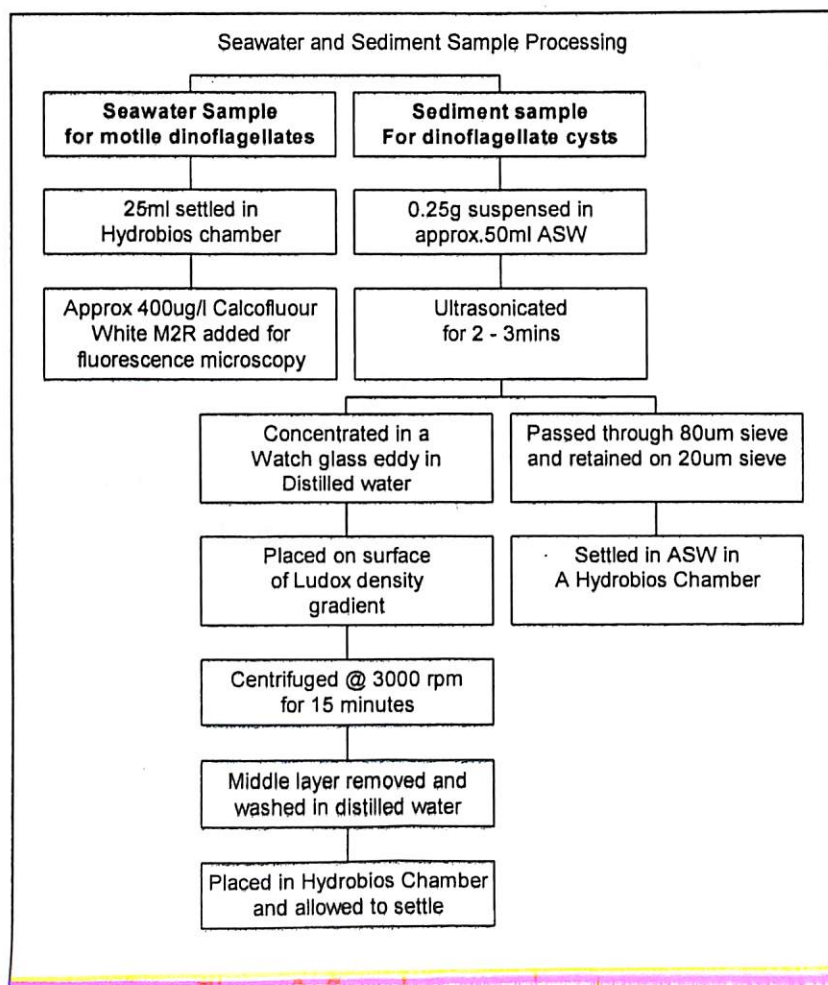 Seawater and Sediment Sample Processing
Seawater Sample
for motile dinoflagellates
25ml settled in
Hydrobios chamber
Approx 400ug/l Calcofluour
White M2R added for
fluorescence microscopy
Sediment sample
For dinoflagellate cysts
0.25g suspensed in
approx.50ml ASW
Ultrasonicated
for 2 - 3mins
Concentrated in a
Watch glass eddy in
Distilled water
Placed on surface
of Ludox density
gradient
Centrifuged @ 3000 rpm
for 15 minutes
Middle layer removed and
washed in distilled water
Placed in Hydrobios Chamber
and allowed to settle
Passed through 80um sieve
and retained on 20um sieve
Settled in ASW in
A Hydrobios Chamber